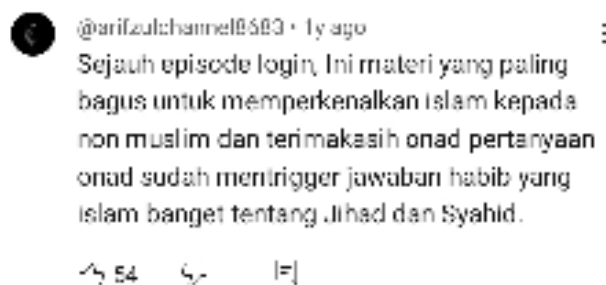 @arifzulchannel8683 • 1y ago
Sejauh episode login, Ini materi yang paling
bagus untuk memperkenalkan islam kepada
non muslim dan terimakasih onad pertanyaan
onad sudah mentrigger jawaban habib yang
islam banget tentang Jihad dan Syahid.
54